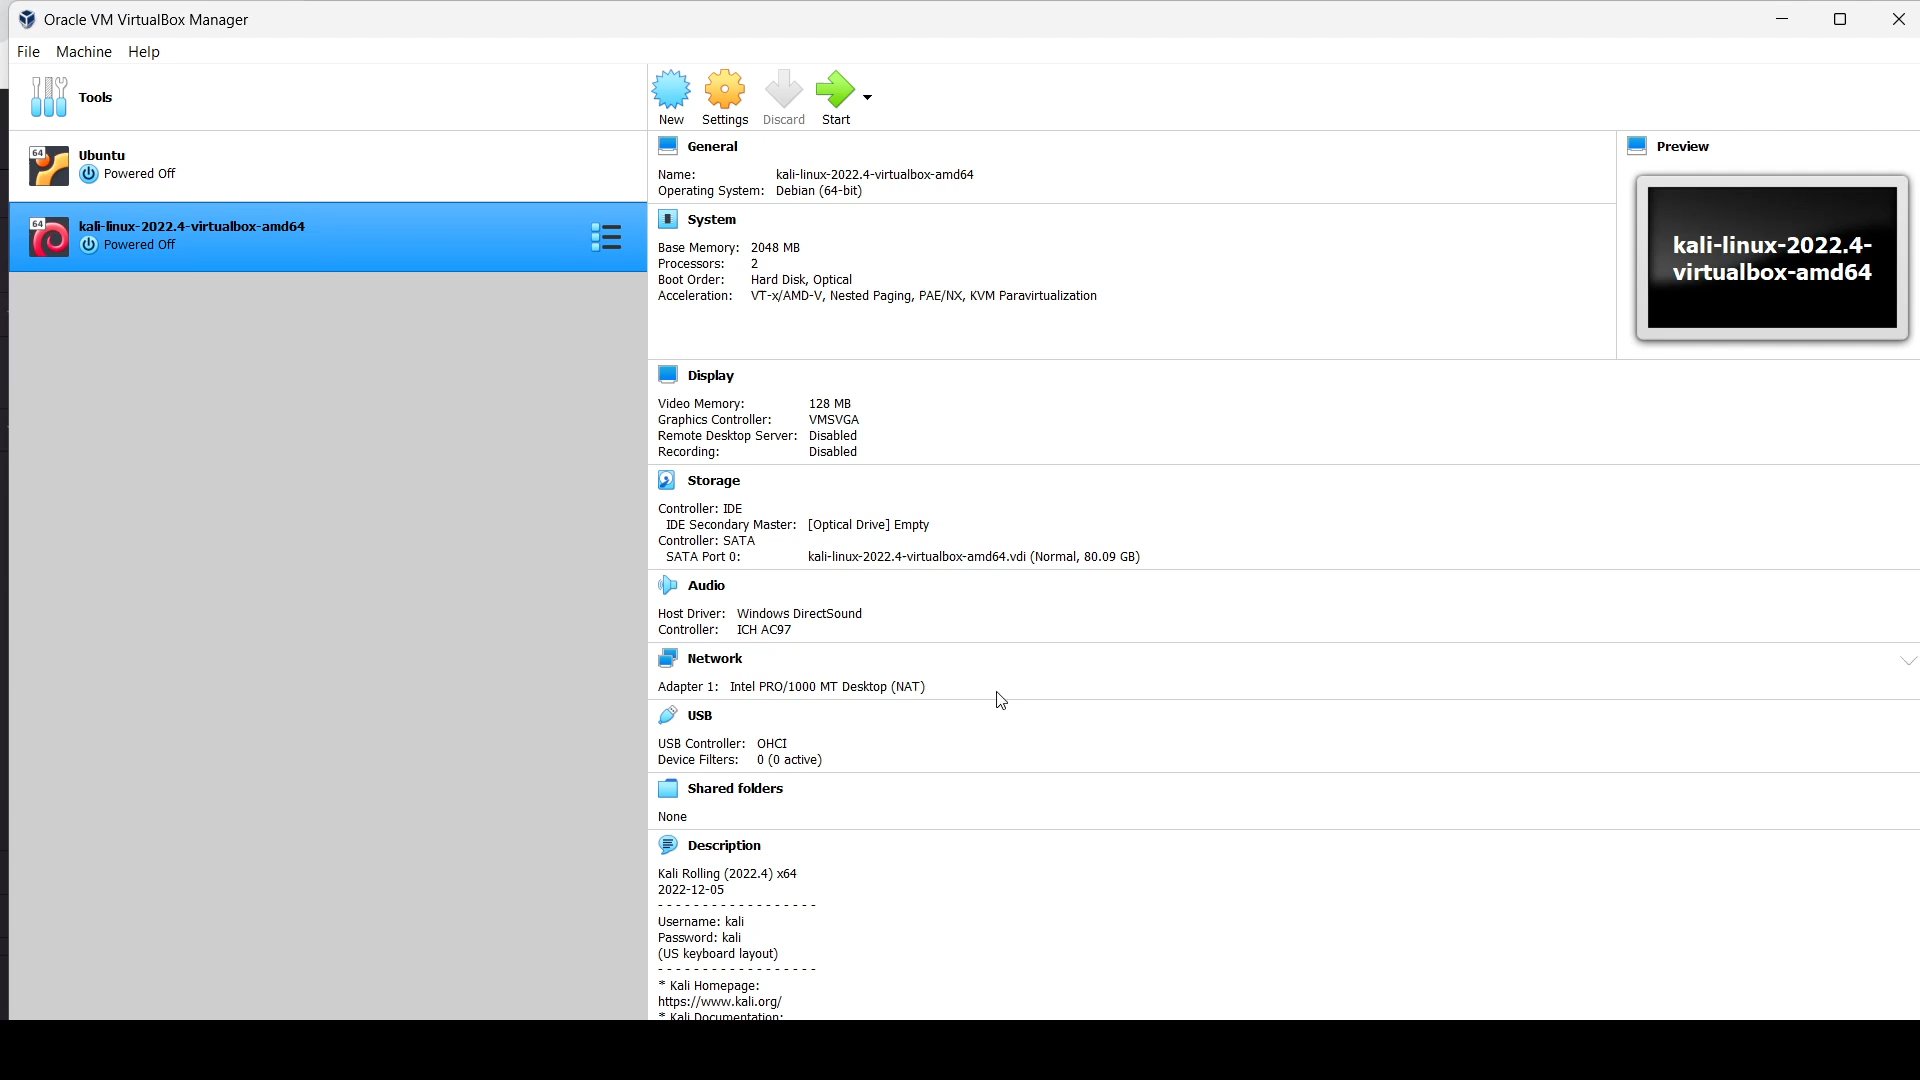 Oracle VM VirtualBox Manager
File Machine Help
Tools
New Settings Discard Start
64
Ubuntu
Powered Off
64
kali-linux-2022.4-virtualbox-amd64
Powered Off
General
Name: kali-linux-2022.4-virtualbox-amd64
Operating System: Debian (64-bit)
Preview
kali-linux-2022.4-
virtualbox-amd64
System
Base Memory: 2048 MB
Processors: 2
Boot Order: Hard Disk, Optical
Acceleration: VT-x/AMD-V, Nested Paging, PAE/NX, KVM Paravirtualization
Display
Video Memory: 128 MB
Graphics Controller: VMSVGA
Remote Desktop Server: Disabled
Recording: Disabled
Storage
Controller: IDE
IDE Secondary Master: [Optical Drive] Empty
Controller: SATA
SATA Port 0: kali-linux-2022.4-virtualbox-amd64.vdi (Normal, 80.09 GB)
Audio
Host Driver: Windows DirectSound
Controller: ICH AC97
Network
Adapter 1: Intel PRO/1000 MT Desktop (NAT)
USB
USB Controller: OHCI
Device Filters: 0 (0 active)
Shared folders
None
Description
Kali Rolling (2022.4) x64
2022-12-05
- - - - - - - - - - - - - - - - - -
Username: kali
Password: kali
(US keyboard layout)
- - - - - - - - - - - - - - - - - -
* Kali Homepage:
https://www.kali.org/
* Kali Documentation: